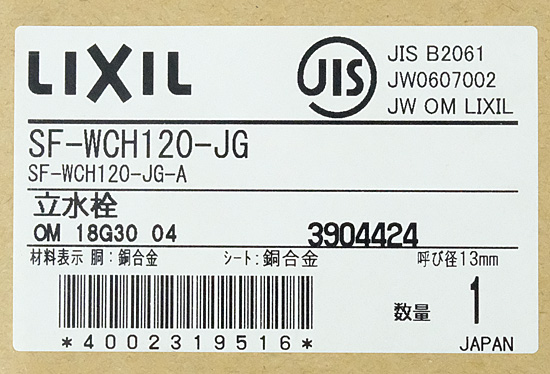 LIXIL
JIS
JIS B2061
JW0607002
JW OM LIXIL
SF-WCH120-JG
SF-WCH120-JG-A
立水栓
OM 18G30 04 3904424
材料表示 胴:銅合金 シート:銅合金 呼び径13mm
数量 1
*4002319516*
JAPAN